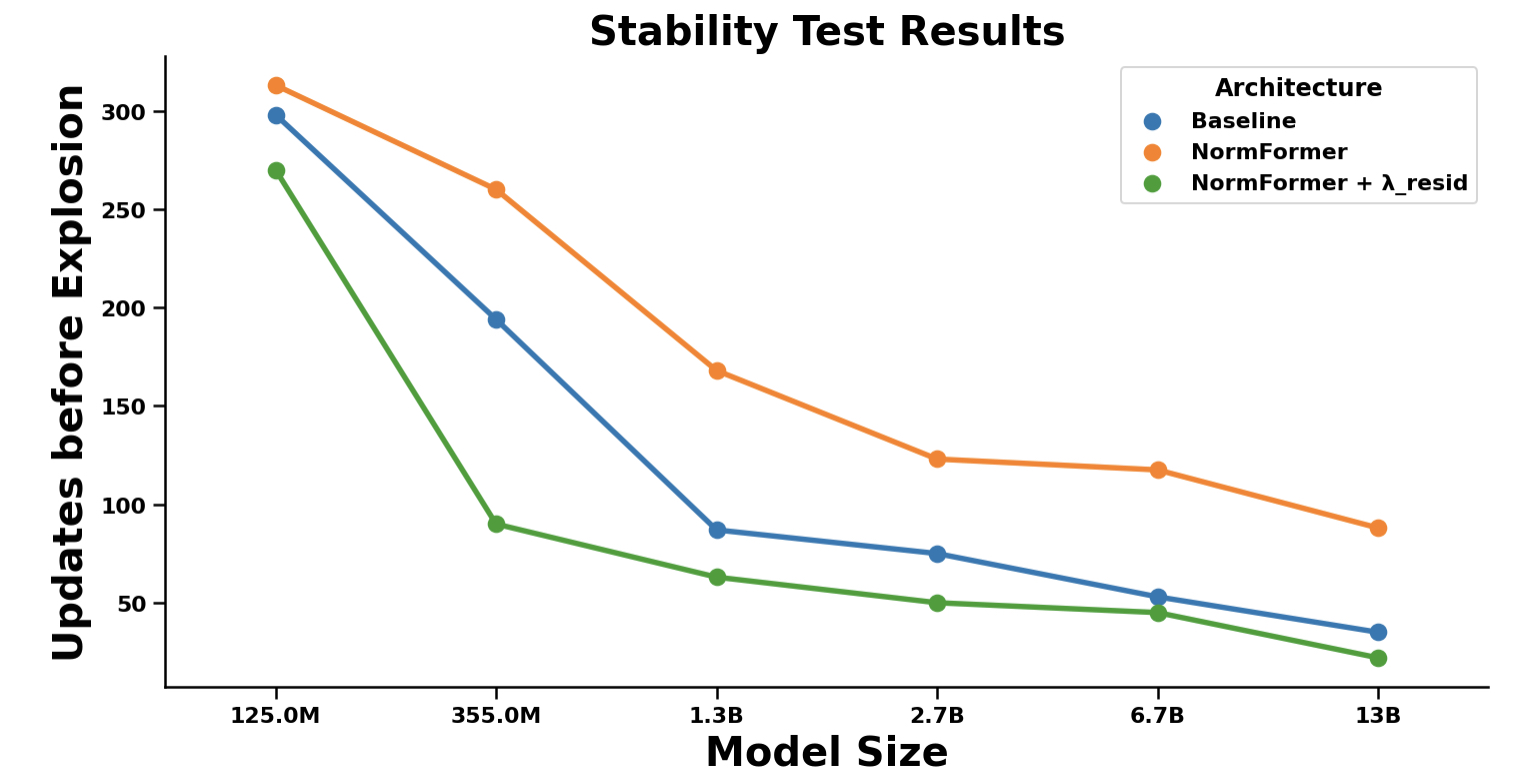 Stability Test Results
Updates before Explosion
300
250
200
150
100
50
Architecture
Baseline
NormFormer
NormFormer + λ_resid
125.0M 355.0M 1.3B 2.7B 6.7B 13B
Model Size